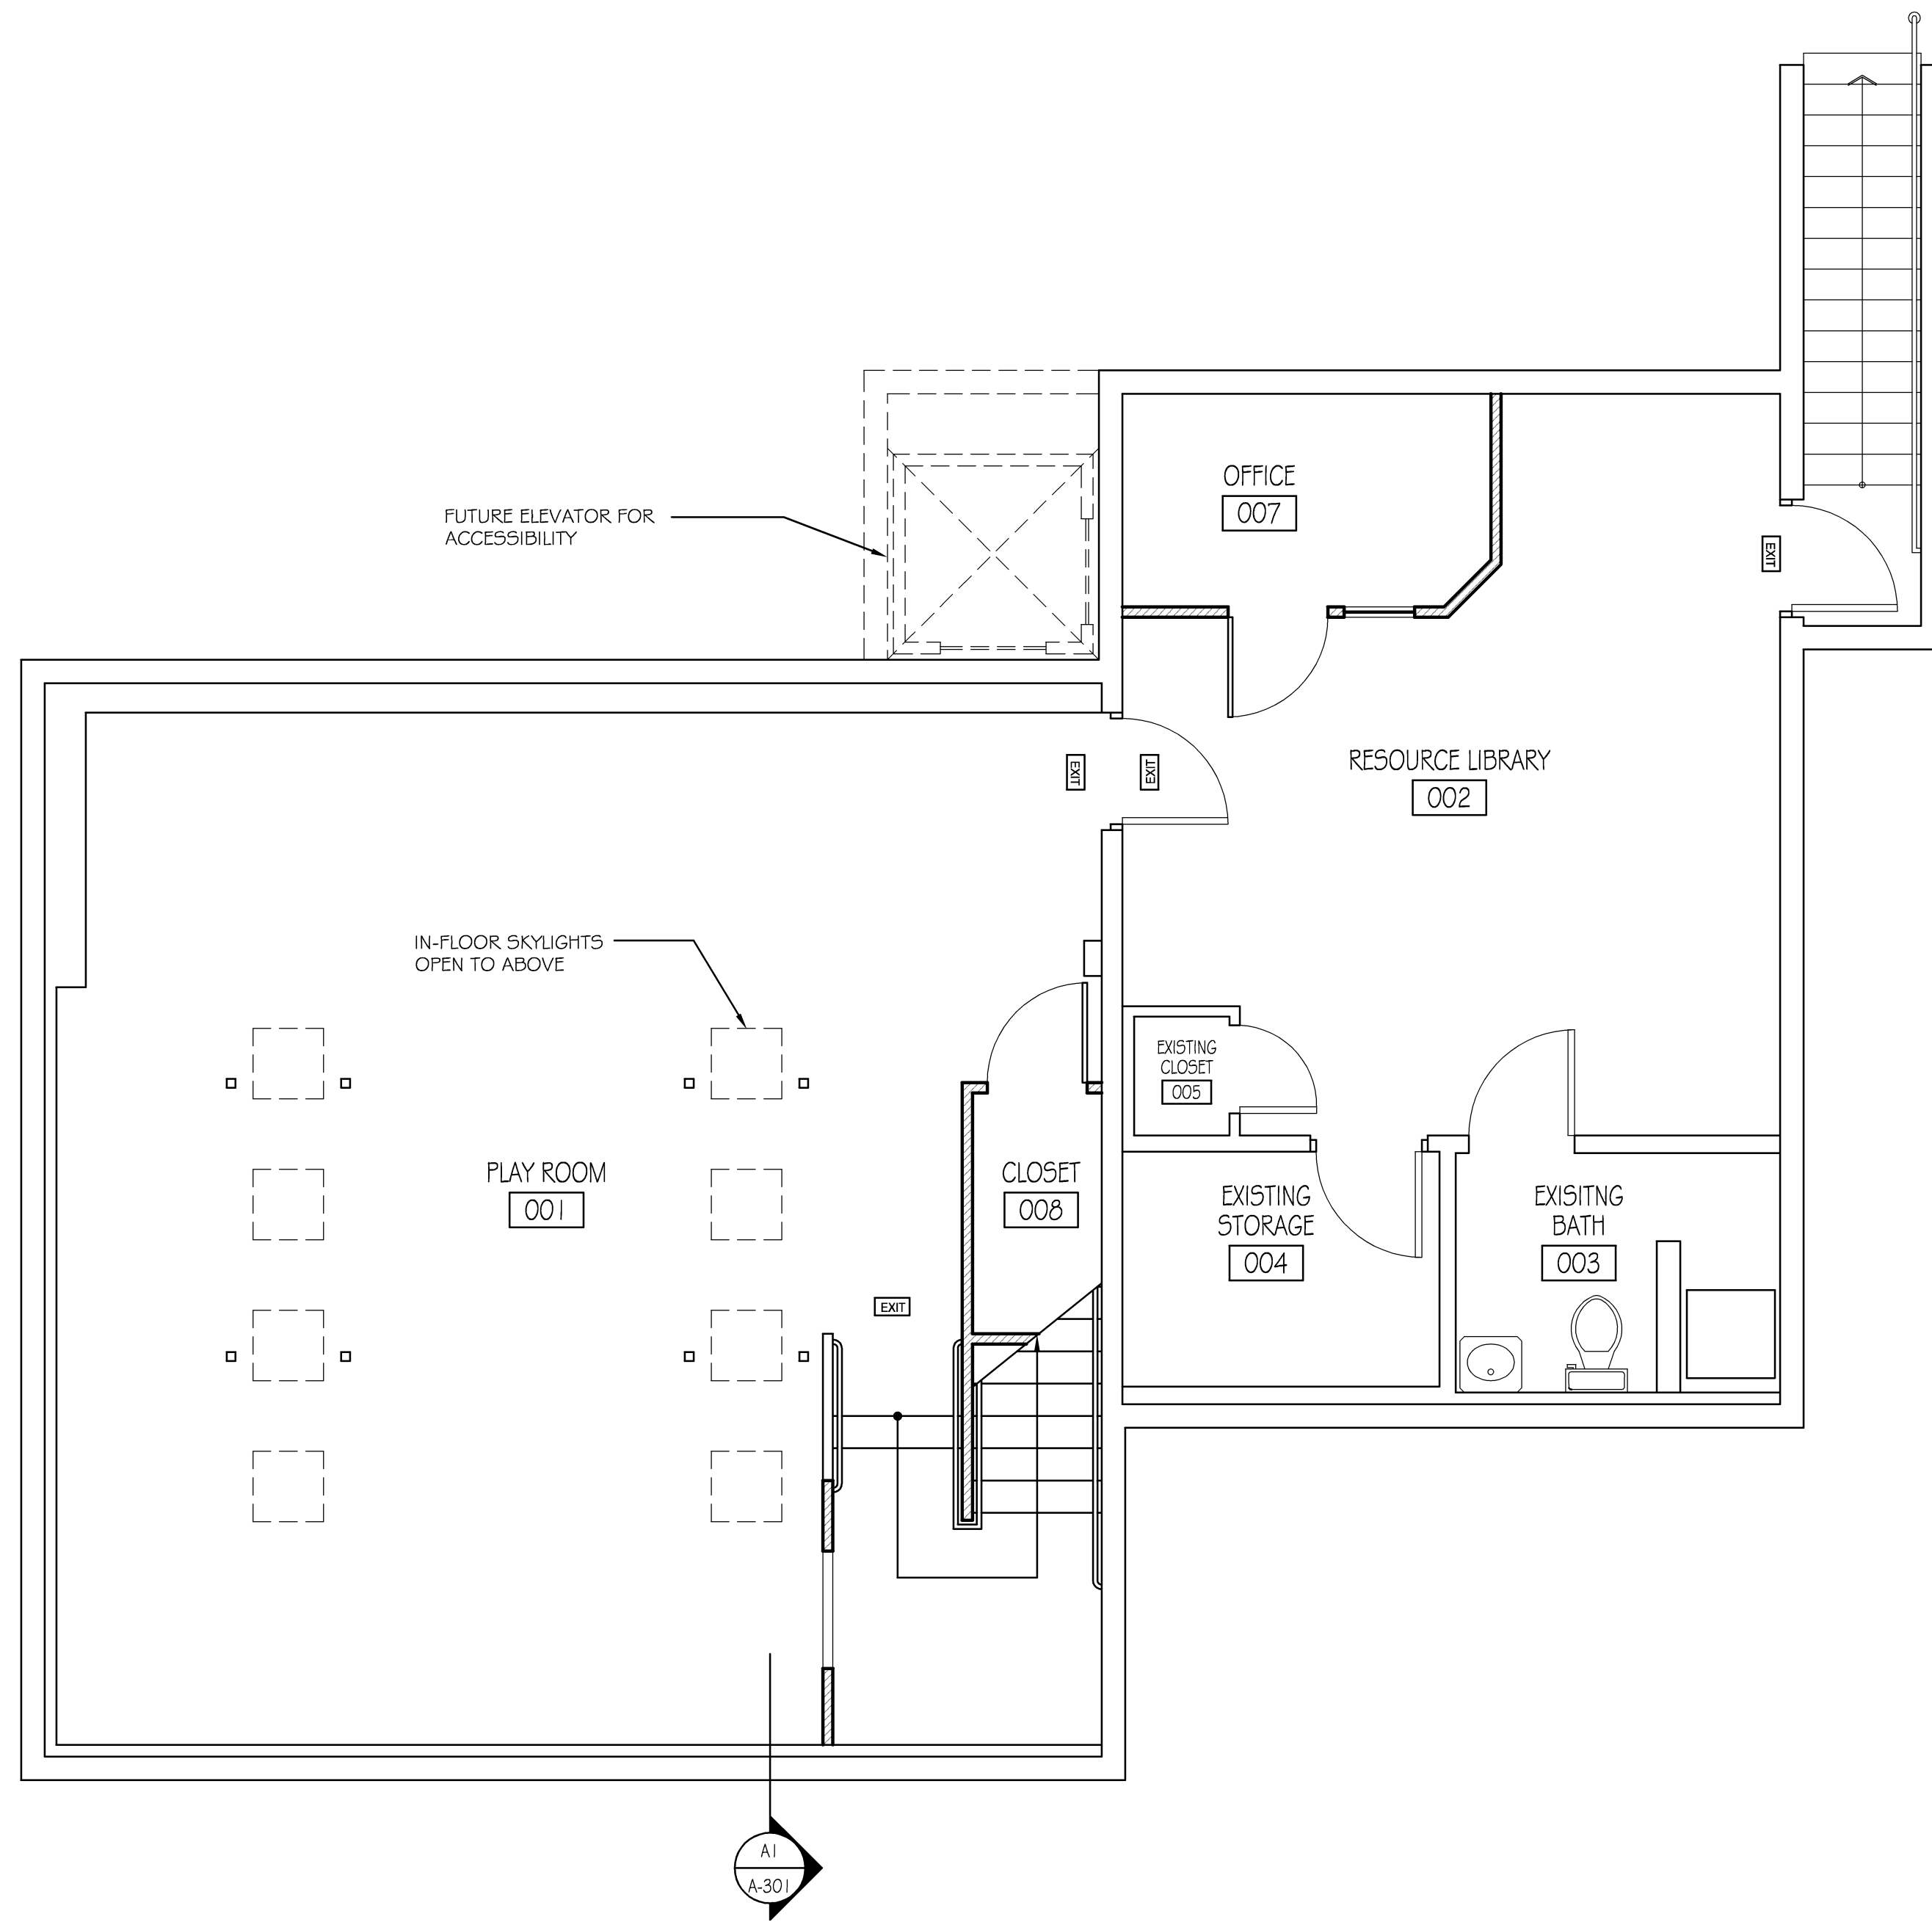 OFFICE
007
FUTURE ELEVATOR FOR
ACCESSIBILITY
EXIT
RESOURCE LIBRARY
002
EXIT
EXIT
IN-FLOOR SKYLIGHTS
OPEN TO ABOVE
EXISTING
CLOSET
005
PLAY ROOM
001
CLOSET
008
EXISTING
STORAGE
004
EXISITNG
BATH
003
EXIT
A1
A-301